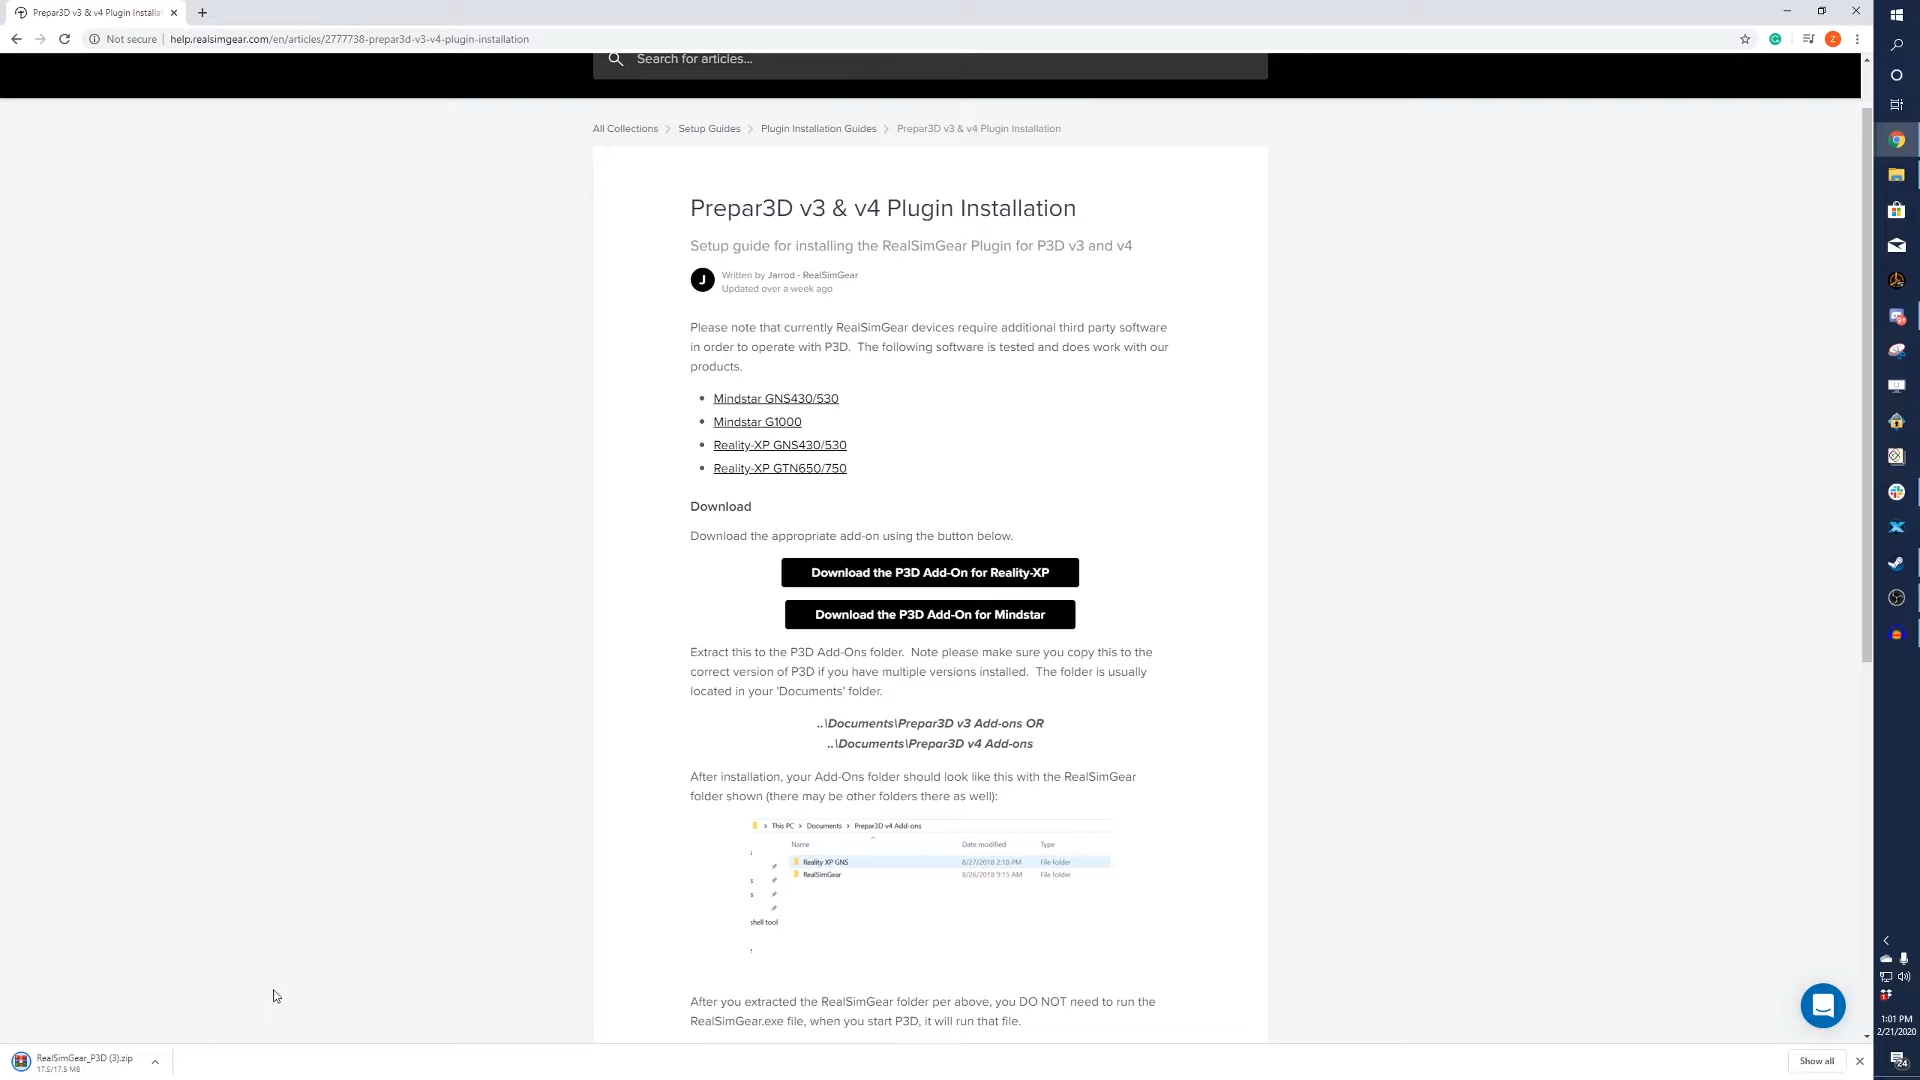 Prepar3D v3 & v4 Plugin Installa
Not secure
help.realsimgear.com/en/articles/2777738-prepar3d-v3-v4-plugin-installation
Z
Search for articles...
All Collections > Setup Guides > Plugin Installation Guides > Prepar3D v3 & v4 Plugin Installation
Prepar3D v3 & v4 Plugin Installation
Setup guide for installing the RealSimGear Plugin for P3D v3 and v4
J
Written by Jarrod - RealSimGear
Updated over a week ago
Please note that currently RealSimGear devices require additional third party software
in order to operate with P3D. The following software is tested and does work with our
products.
• Mindstar GNS430/530
• Mindstar G1000
• Reality-XP GNS430/530
• Reality-XP GTN650/750
Download
Download the appropriate add-on using the button below.
Download the P3D Add-On for Reality-XP
Download the P3D Add-On for Mindstar
Extract this to the P3D Add-Ons folder. Note please make sure you copy this to the
correct version of P3D if you have multiple versions installed. The folder is usually
located in your 'Documents' folder.
..\Documents\Prepar3D v3 Add-ons OR
..\Documents\Prepar3D v4 Add-ons
After installation, your Add-Ons folder should look like this with the RealSimGear
folder shown (there may be other folders there as well):
> This PC > Documents > Prepar3D v4 Add-ons
Name Date modified Type
Reality XP GNS 8/27/2018 2:18 PM File folder
RealSimGear 8/26/2018 9:15 AM File folder
s
s
shell tool
After you extracted the RealSimGear folder per above, you DO NOT need to run the
RealSimGear.exe file, when you start P3D, it will run that file.
RealSimGear_P3D (3).zip
17.5/17.5 MB
Show all
1:01 PM
2/21/2020
24